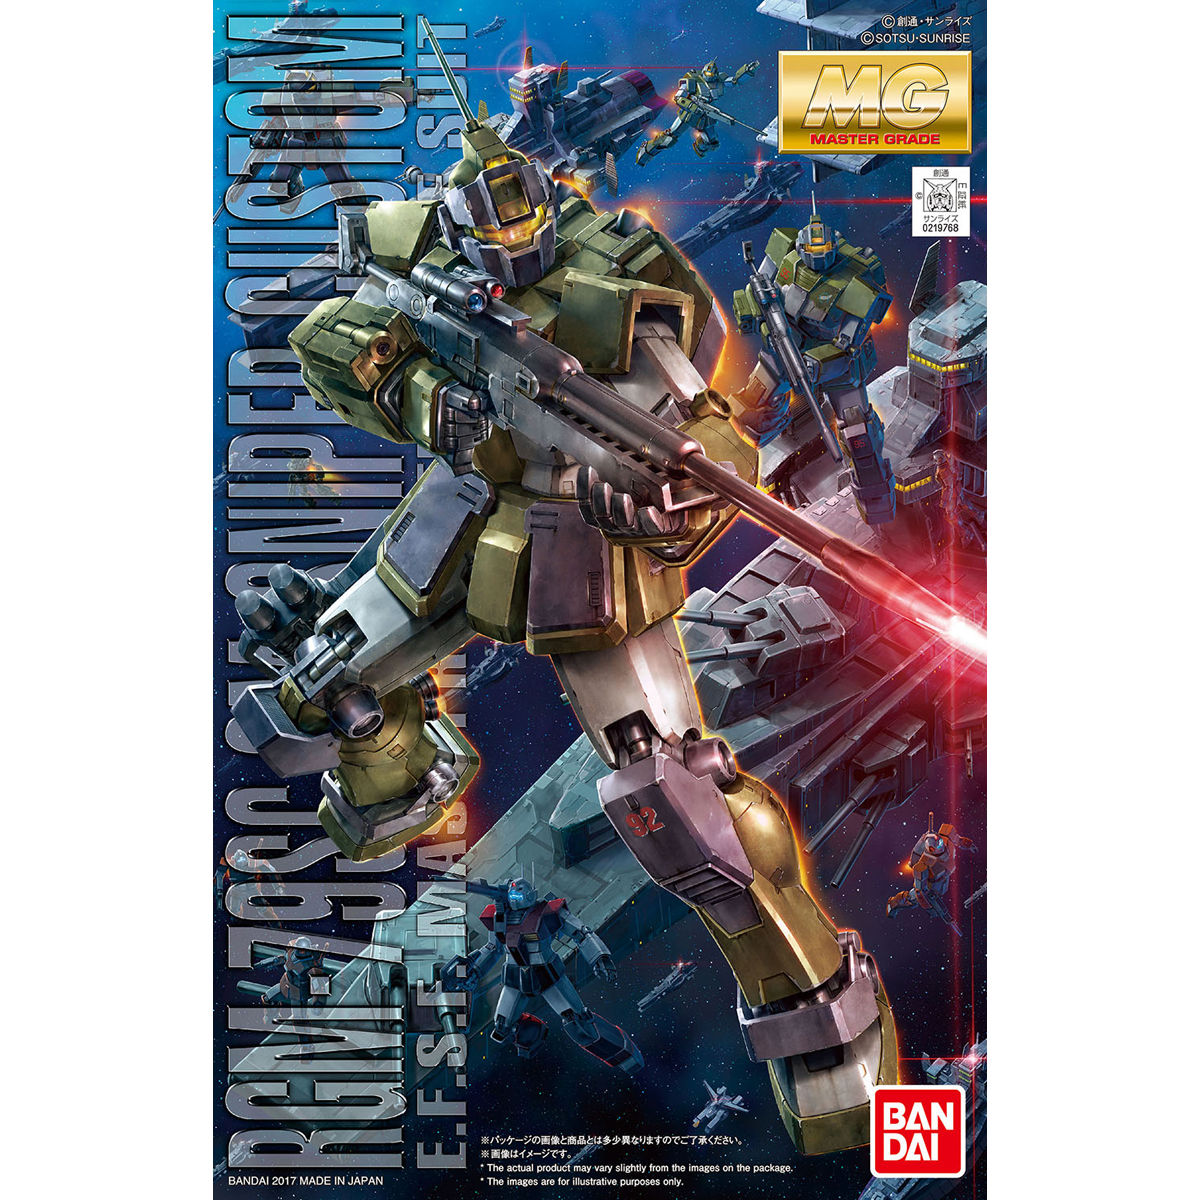 ©創通・サンライズ
©SOTSU・SUNRISE
MG
MASTER GRADE
創通
©
サンライズ
0219768
RGM-79SC GM SNIPER CUSTOM
E.F.S.F. MASS SUIT
92
※パッケージの画像と商品とは多少異なりますのでご了承ください。
※画像はイメージです。
* The actual product may vary slightly from the images on the package.
* The images are for illustrative purposes only.
BANDAI 2017 MADE IN JAPAN
BAN
DAI